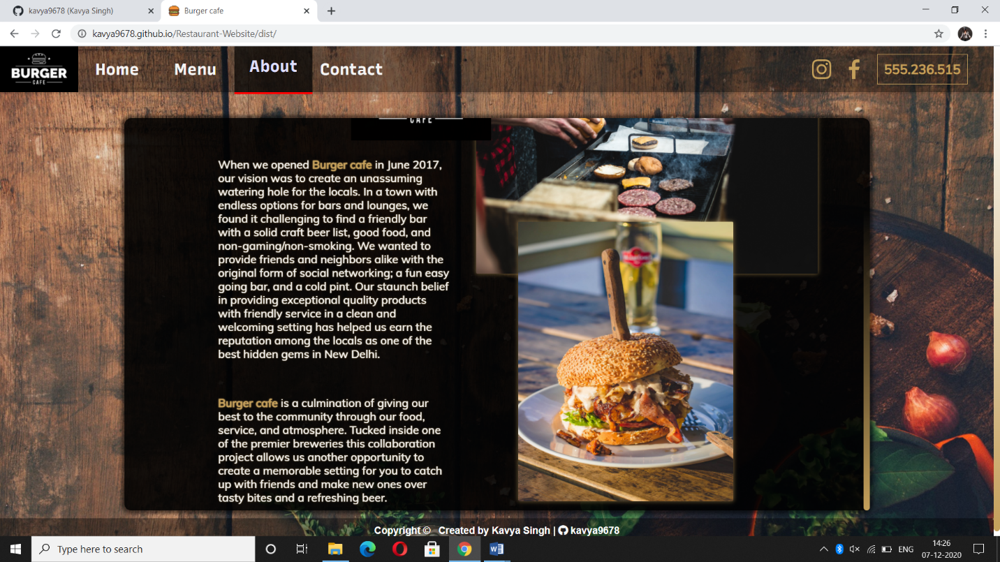 kavya9678 (Kavya Singh)
Burger cafe
kavya9678.github.io/Restaurant-Website/dist/
BURGER
CAFE
Home
Menu
About
Contact
555.236.515
CAFE
When we opened Burger cafe in June 2017,
our vision was to create an unassuming
watering hole for the locals. In a town with
endless options for bars and lounges, we
found it challenging to find a friendly bar
with a solid craft beer list, good food, and
non-gaming/non-smoking. We wanted to
provide friends and neighbors alike with the
original form of social networking; a fun easy
going bar, and a cold pint. Our staunch belief
in providing exceptional quality products
with friendly service in a clean and
welcoming setting has helped us earn the
reputation among the locals as one of the
best hidden gems in New Delhi.
Burger cafe is a culmination of giving our
best to the community through our food,
service, and atmosphere. Tucked inside one
of the premier breweries this collaboration
project allows us another opportunity to
create a memorable setting for you to catch
up with friends and make new ones over
tasty bites and a refreshing beer.
Copyright © Created by Kavya Singh | kavya9678
Type here to search
ENG
14:26
07-12-2020